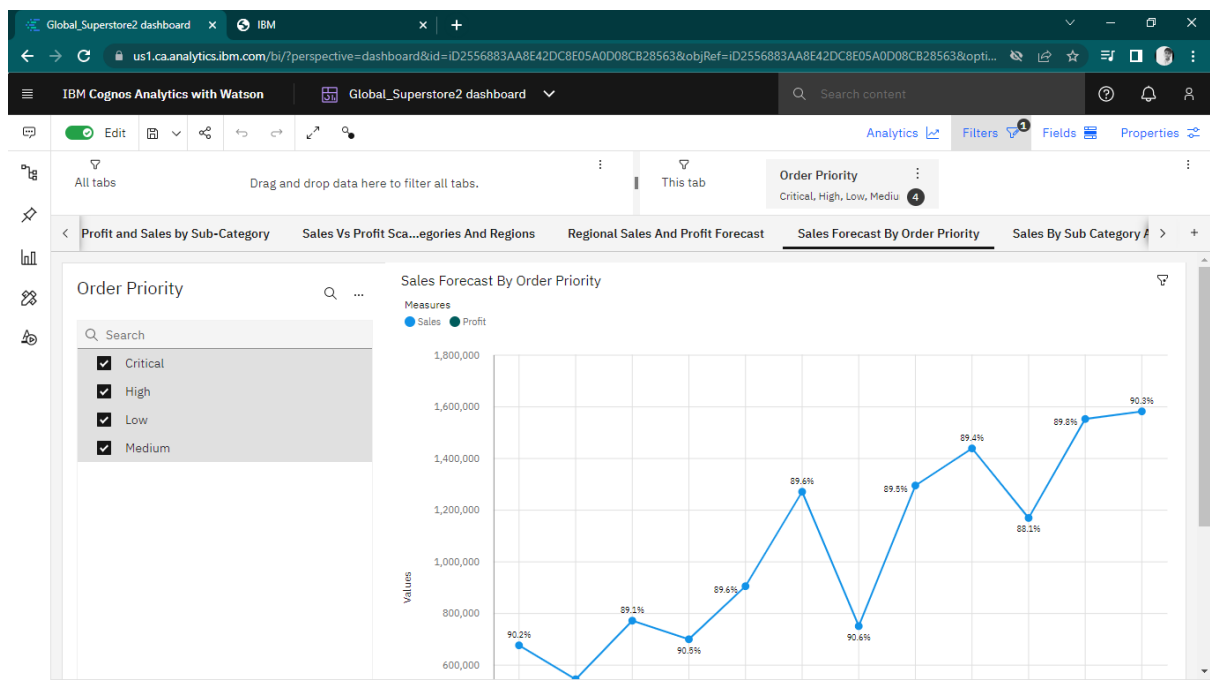 Global_Superstore2 dashboard
IBM
us1.ca.analytics.ibm.com/bi/?perspective=dashboard&id=iD2556883AA8E42DC8E05A0D08CB28563&objRef=iD2556883AA8E42DC8E05A0D08CB28563&opti...
IBM Cognos Analytics with Watson
Global_Superstore2 dashboard
Search content
Edit
Analytics
Filters
1
Fields
Properties
All tabs
Drag and drop data here to filter all tabs.
This tab
Order Priority
Critical, High, Low, Mediu
4
Profit and Sales by Sub-Category
Sales Vs Profit Sca...egories And Regions
Regional Sales And Profit Forecast
Sales Forecast By Order Priority
Sales By Sub Category A
Order Priority
Search
Critical
High
Low
Medium
Sales Forecast By Order Priority
Measures
Sales Profit
1,800,000
1,600,000
1,400,000
1,200,000
1,000,000
800,000
600,000
Values
90.2%
89.1%
90.5%
89.6%
89.6%
90.6%
89.5%
89.4%
88.1%
89.8%
90.3%